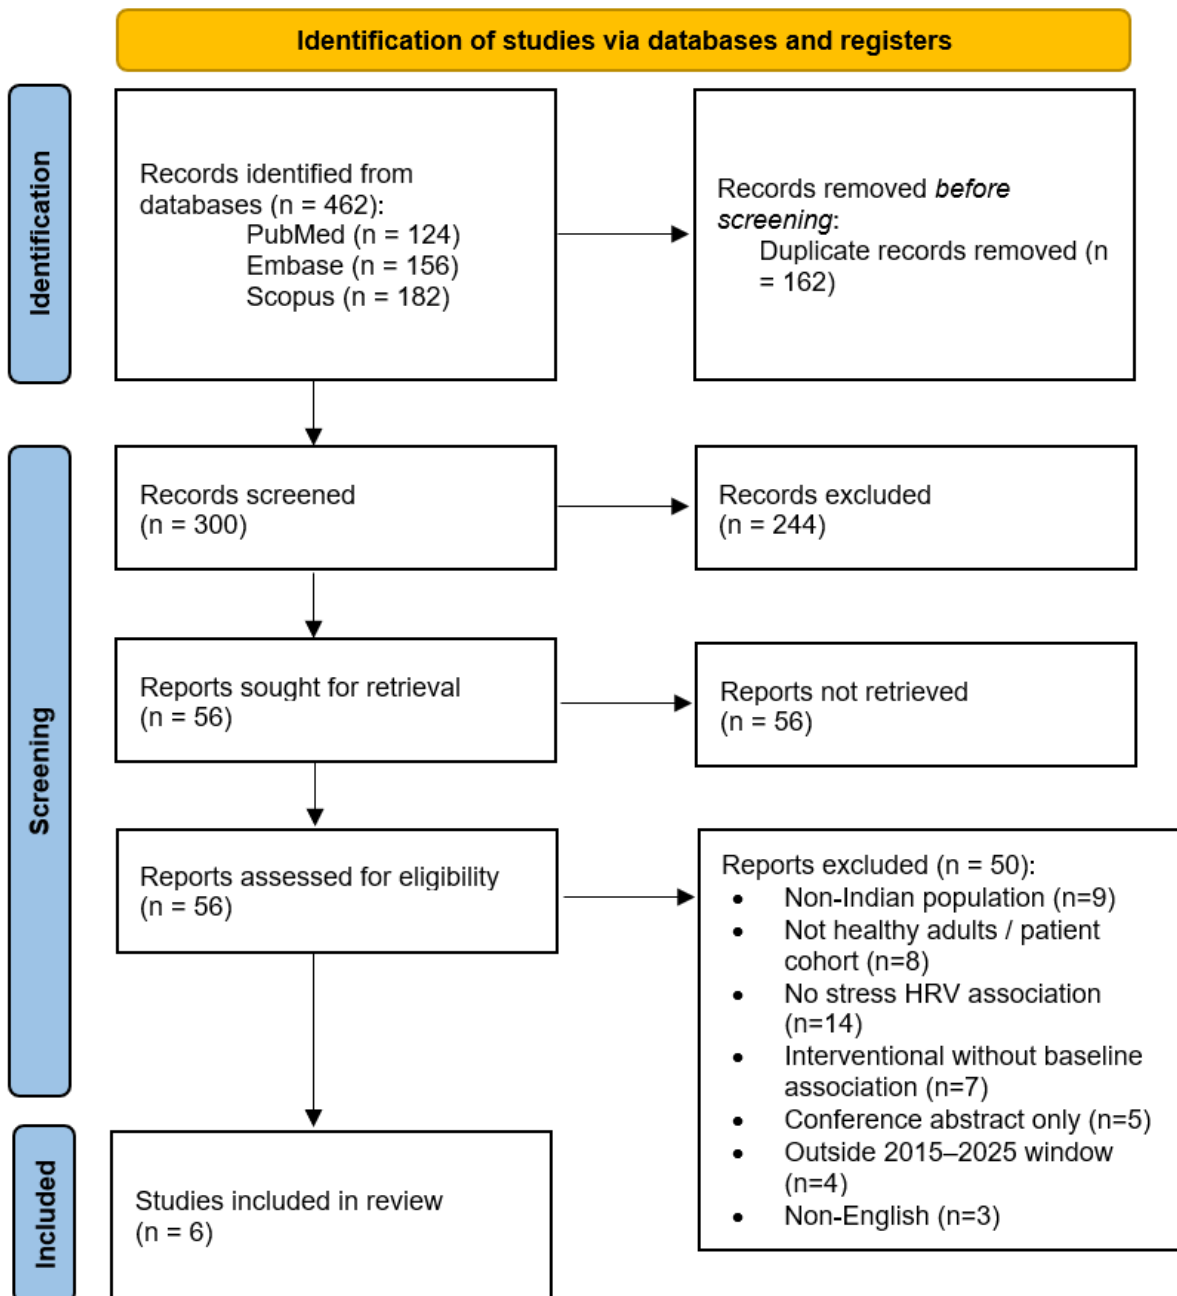 Identification of studies via databases and registers
Identification
Records identified from
databases (n = 462):
PubMed (n = 124)
Embase (n = 156)
Scopus (n = 182)
Records removed before
screening:
Duplicate records removed (n
= 162)
Screening
Records screened
(n = 300)
Records excluded
(n = 244)
Reports sought for retrieval
(n = 56)
Reports not retrieved
(n = 56)
Reports assessed for eligibility
(n = 56)
Reports excluded (n = 50):
• Non-Indian population (n=9)
• Not healthy adults / patient
cohort (n=8)
• No stress HRV association
(n=14)
• Interventional without baseline
association (n=7)
• Conference abstract only (n=5)
• Outside 2015–2025 window
(n=4)
• Non-English (n=3)
Included
Studies included in review
(n = 6)